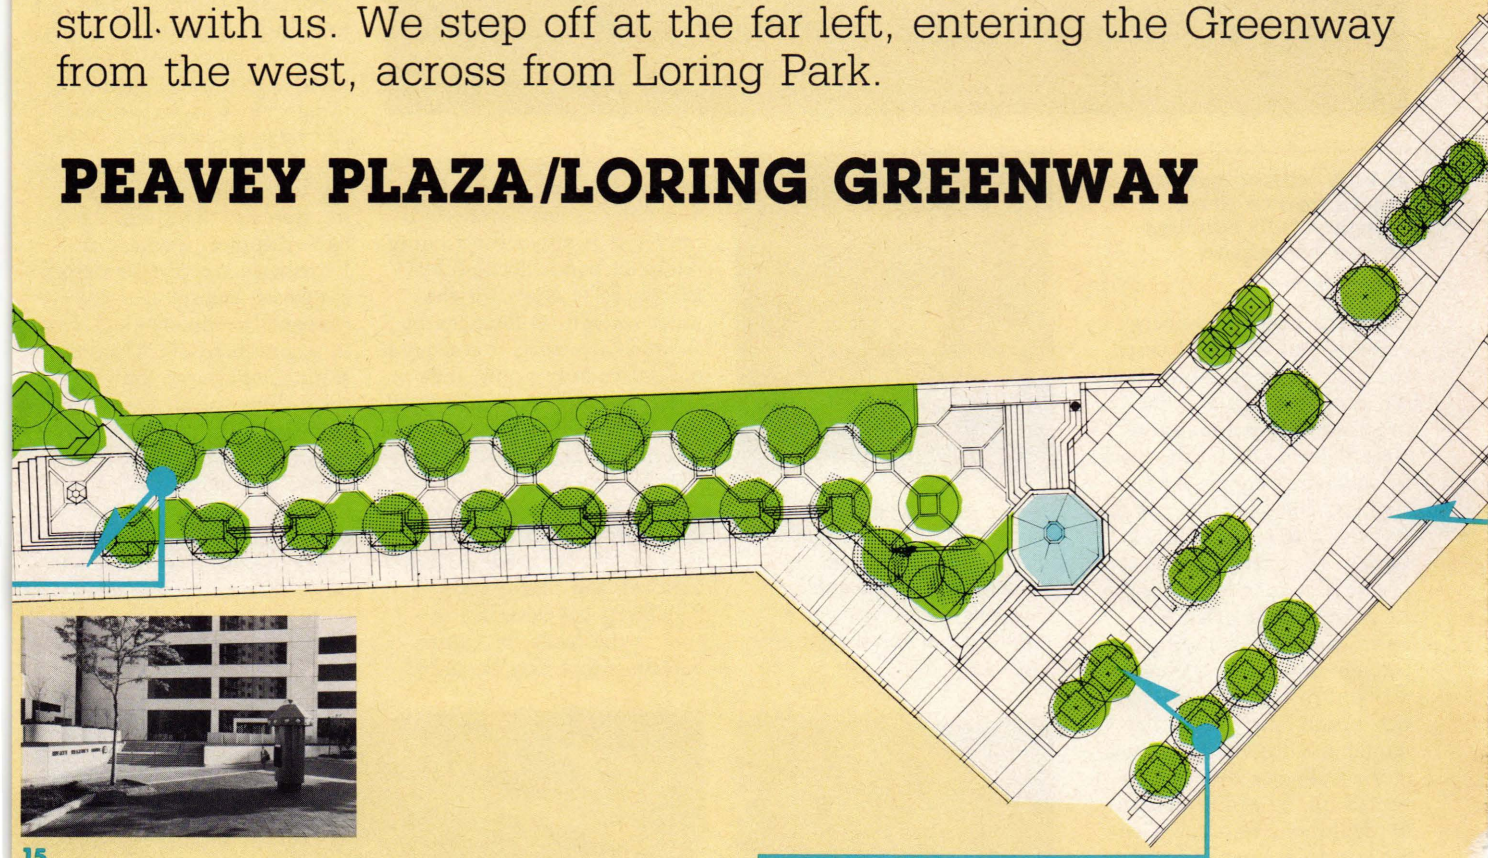 stroll with us. We step off at the far left, entering the Greenway
from the west, across from Loring Park.
PEAVEY PLAZA/LORING GREENWAY
15